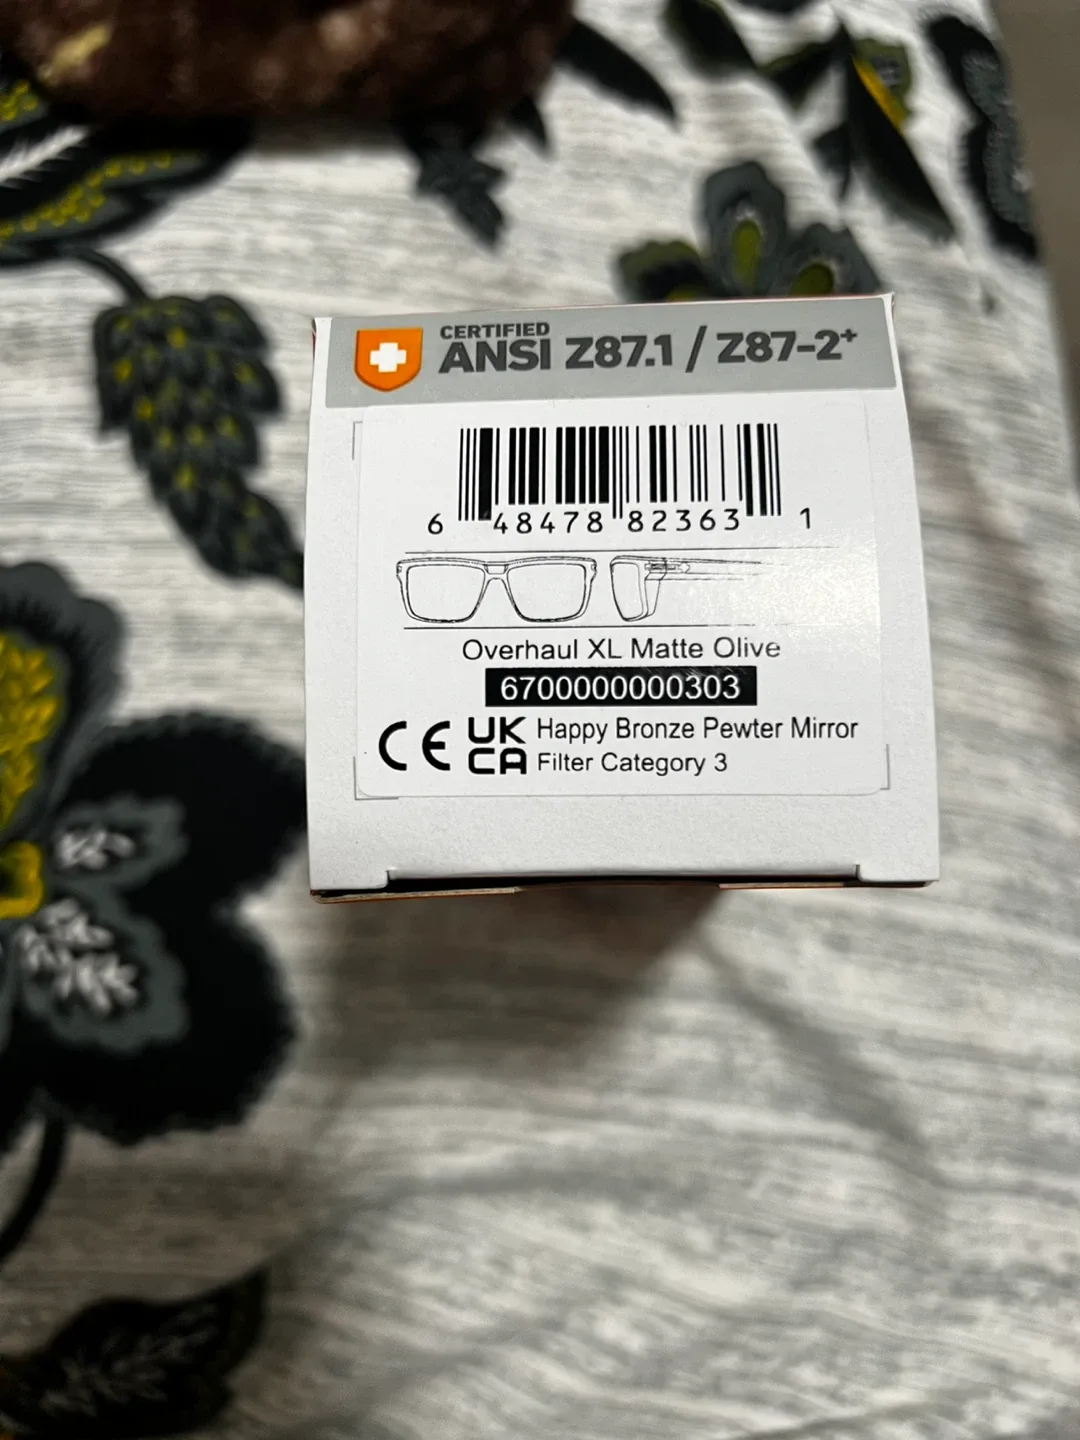 CERTIFIED
ANSI Z87.1 / Z87-2+
6 48478 82363 1
Overhaul XL Matte Olive
6700000000303
CE UK CA Happy Bronze Pewter Mirror
Filter Category 3